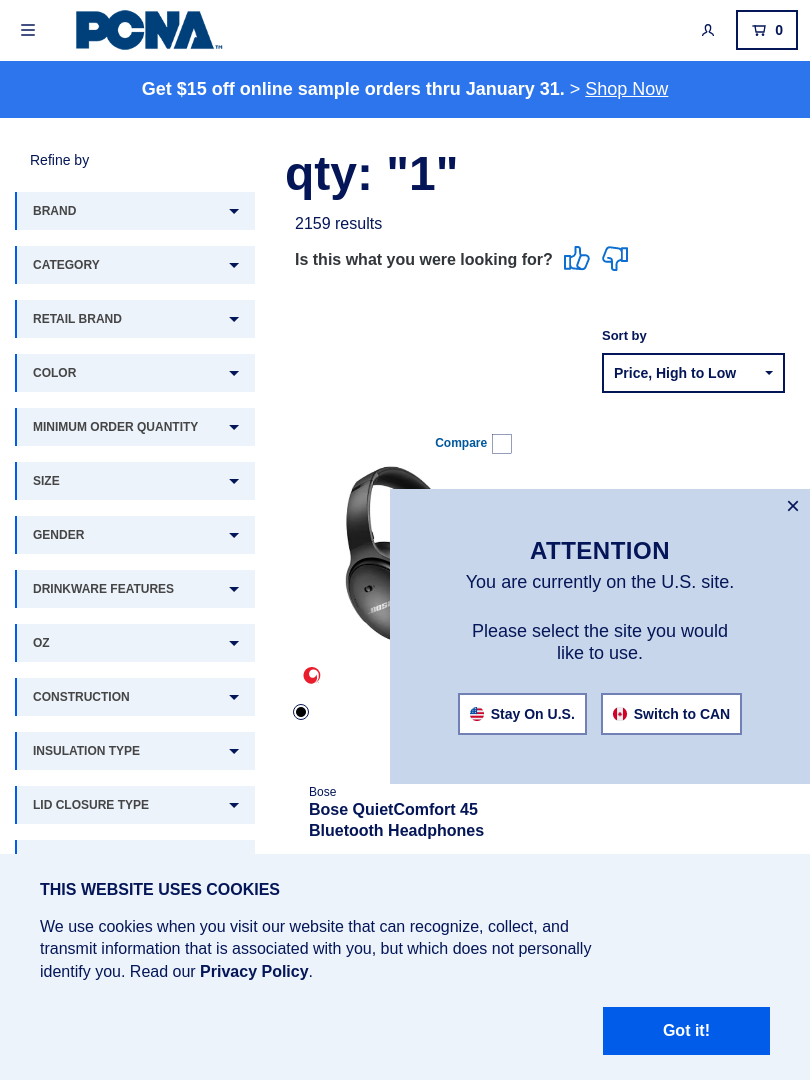 PCNA™
0
Get $15 off online sample orders thru January 31. > Shop Now
Refine by
BRAND
CATEGORY
RETAIL BRAND
COLOR
MINIMUM ORDER QUANTITY
SIZE
GENDER
DRINKWARE FEATURES
OZ
CONSTRUCTION
INSULATION TYPE
LID CLOSURE TYPE
qty: "1"
2159 results
Is this what you were looking for?
Sort by
Price, High to Low
Compare
BOSE
Bose
Bose QuietComfort 45
Bluetooth Headphones
ATTENTION
You are currently on the U.S. site.
Please select the site you would
like to use.
Stay On U.S.
Switch to CAN
THIS WEBSITE USES COOKIES
We use cookies when you visit our website that can recognize, collect, and
transmit information that is associated with you, but which does not personally
identify you. Read our Privacy Policy.
Got it!